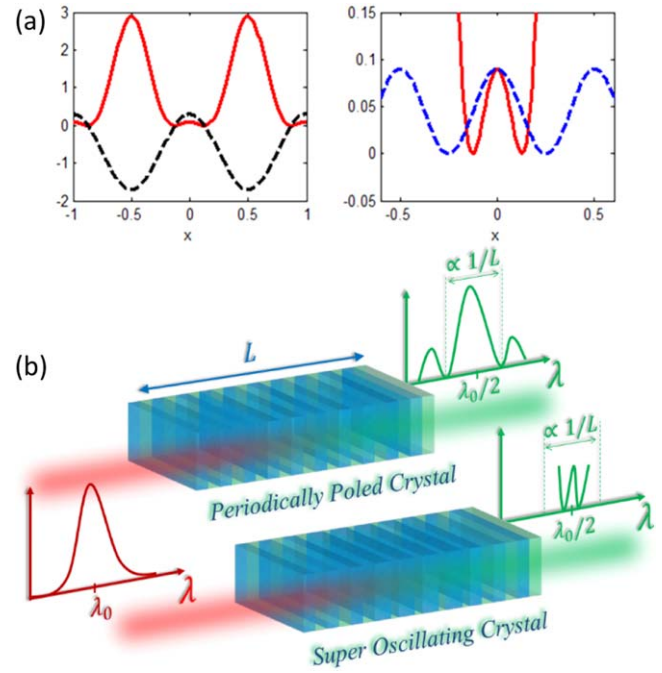 (a)
3
2
1
0
-1
-2
-1 -0.5 0 0.5 1
x
0.15
0.1
0.05
0
-0.05
-0.5 0 0.5
x
(b)
L
∝ 1/L
λ₀/2
λ
Periodically Poled Crystal
∝ 1/L
λ₀/2
λ
λ₀
λ
Super Oscillating Crystal